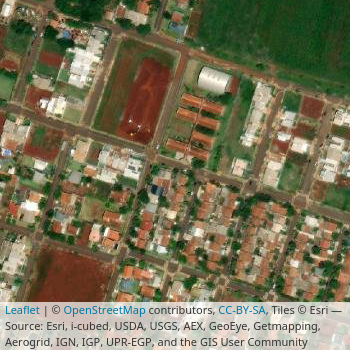 Leaflet | © OpenStreetMap contributors, CC-BY-SA, Tiles © Esri —
Source: Esri, i-cubed, USDA, USGS, AEX, GeoEye, Getmapping,
Aerogrid, IGN, IGP, UPR-EGP, and the GIS User Community